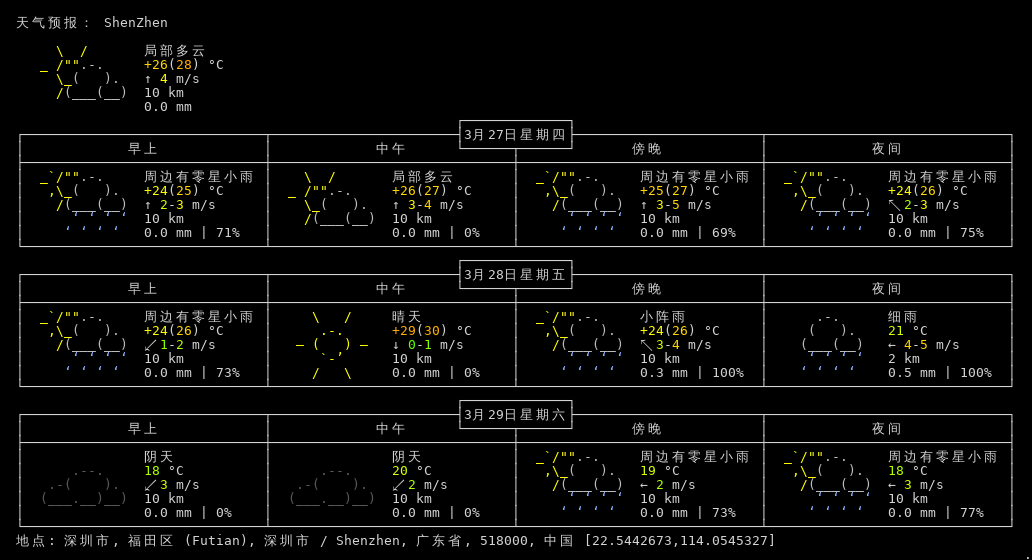 天气预报： ShenZhen
局部多云
+26(28) °C
↑ 4 m/s
10 km
0.0 mm
3月27日星期四
早上 中午 傍晚 夜间
周边有零星小雨 局部多云 周边有零星小雨 周边有零星小雨
+24(25) °C +26(27) °C +25(27) °C +24(26) °C
↑ 2-3 m/s ↑ 3-4 m/s ↑ 3-5 m/s ↖ 2-3 m/s
10 km 10 km 10 km 10 km
0.0 mm | 71% 0.0 mm | 0% 0.0 mm | 69% 0.0 mm | 75%
3月28日星期五
早上 中午 傍晚 夜间
周边有零星小雨 晴天 小阵雨 细雨
+24(26) °C +29(30) °C +24(26) °C 21 °C
↙ 1-2 m/s ↓ 0-1 m/s ↖ 3-4 m/s ← 4-5 m/s
10 km 10 km 10 km 2 km
0.0 mm | 73% 0.0 mm | 0% 0.3 mm | 100% 0.5 mm | 100%
3月29日星期六
早上 中午 傍晚 夜间
阴天 阴天 周边有零星小雨 周边有零星小雨
18 °C 20 °C 19 °C 18 °C
↙ 3 m/s ↙ 2 m/s ← 2 m/s ← 3 m/s
10 km 10 km 10 km 10 km
0.0 mm | 0% 0.0 mm | 0% 0.0 mm | 73% 0.0 mm | 77%
地点: 深圳市, 福田区 (Futian), 深圳市 / Shenzhen, 广东省, 518000, 中国 [22.5442673,114.0545327]